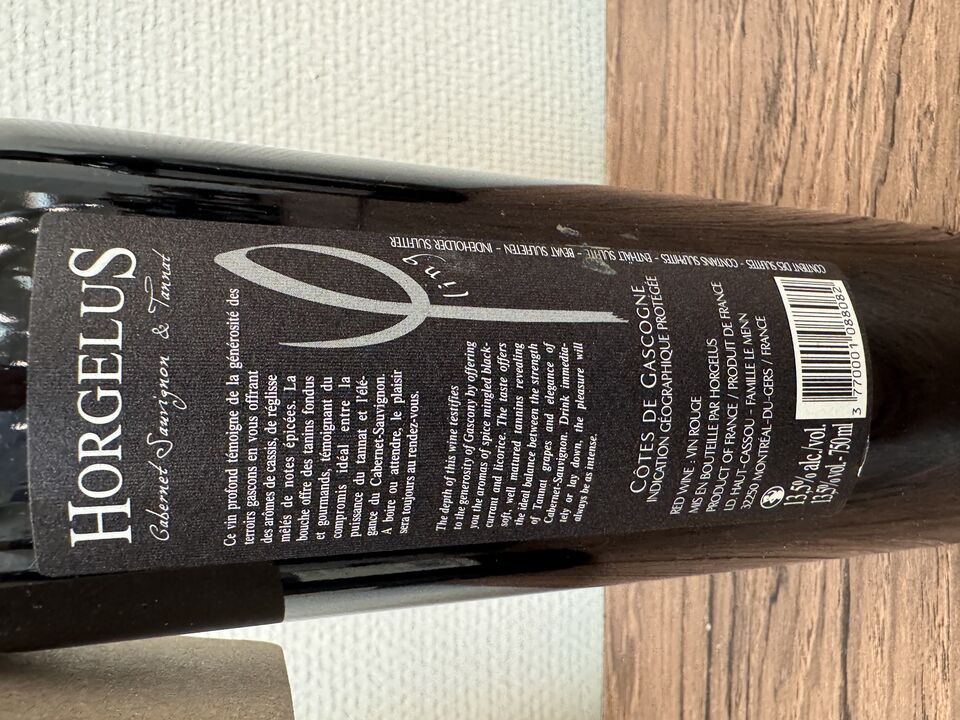 HORGELUS
Cabernet Sauvignon & Tannat
Ce vin profond témoigne de la générosité des
terroirs gascons en vous offrant
des arômes de cassis, de réglisse
mêlés de notes épicées. La
bouche offre des tanins fondus
et gourmands, témoignant du
compromis idéal entre la
puissance du tannat et l'élé-
gance du Cabernet-Sauvignon.
A boire ou attendre, le plaisir
sera toujours au rendez-vous.
The depth of this wine testifies
to the generosity of Gascony by offering
you the aromas of spice mingled black-
currant and licorice. The taste offers
soft, well matured tannins revealing
the ideal balance between the strength
of Tannat grapes and elegance of
Cabernet-Sauvignon. Drink immedia-
tely or lay down, the pleasure will
always be as intense.
CÔTES DE GASCOGNE
INDICATION GÉOGRAPHIQUE PROTÉGÉE
RED WINE - VIN ROUGE
MIS EN BOUTEILLE PAR HORGELUS
PRODUCT OF FRANCE / PRODUIT DE FRANCE
LD HAUT-CASSOU - FAMILLE LE MENN
32250 MONTRÉAL-DU-GERS / FRANCE
13,5% alc./vol.
13,5% vol - 750ml
3 770001 088082
CONTIENT DES SULFITES - CONTAINS SULPHITES - ENTHÄLT SULFITE - BEVAT SULFIETEN - INDEHOLDER SULFITTER